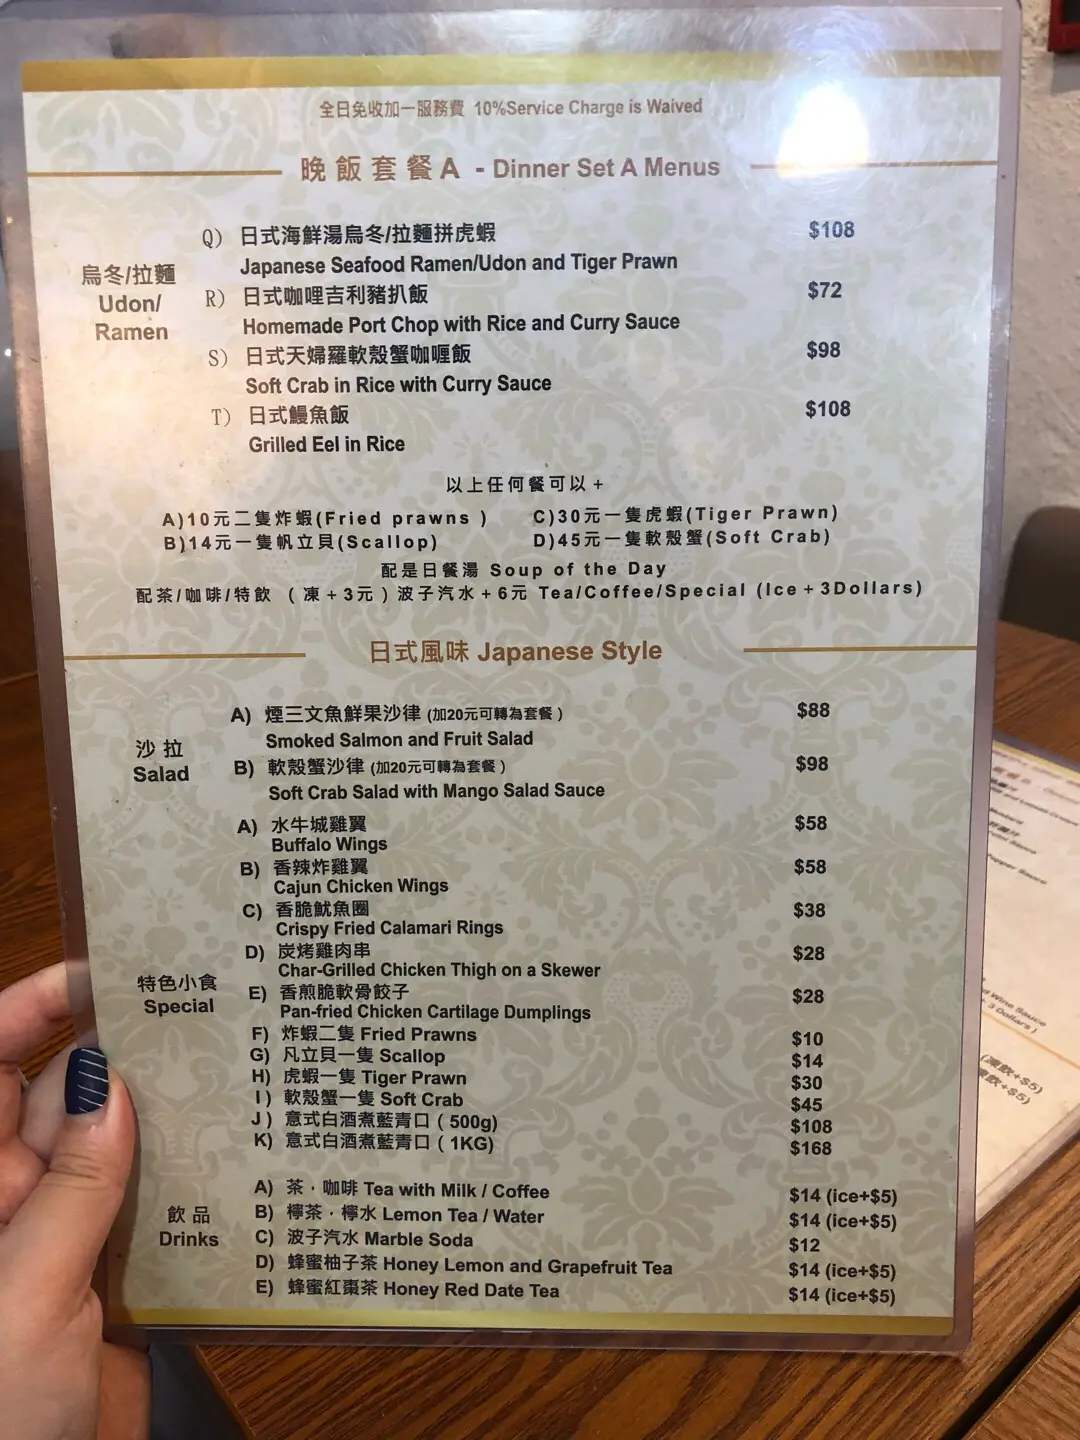 全日免收加一服務費 10%Service Charge is Waived
晚飯套餐A - Dinner Set A Menus
烏冬/拉麵
Udon/
Ramen
Q) 日式海鮮湯烏冬/拉麵拼虎蝦 $108
Japanese Seafood Ramen/Udon and Tiger Prawn
R) 日式咖哩吉利豬扒飯 $72
Homemade Port Chop with Rice and Curry Sauce
S) 日式天婦羅軟殼蟹咖喱飯 $98
Soft Crab in Rice with Curry Sauce
T) 日式鰻魚飯 $108
Grilled Eel in Rice
以上任何餐可以+
A)10元二隻炸蝦(Fried prawns ) C)30元一隻虎蝦(Tiger Prawn)
B)14元一隻帆立貝(Scallop) D)45元一隻軟殼蟹(Soft Crab)
配是日餐湯 Soup of the Day
配茶/咖啡/特飲 (凍+3元) 波子汽水+6元 Tea/Coffee/Special (Ice+3Dollars)
日式風味 Japanese Style
沙拉
Salad
A) 煙三文魚鮮果沙律 (加20元可轉為套餐) $88
Smoked Salmon and Fruit Salad
B) 軟殼蟹沙律 (加20元可轉為套餐) $98
Soft Crab Salad with Mango Salad Sauce
特色小食
Special
A) 水牛城雞翼 $58
Buffalo Wings
B) 香辣炸雞翼 $58
Cajun Chicken Wings
C) 香脆魷魚圈 $38
Crispy Fried Calamari Rings
D) 炭烤雞肉串 $28
Char-Grilled Chicken Thigh on a Skewer
E) 香煎脆軟骨餃子 $28
Pan-fried Chicken Cartilage Dumplings
F) 炸蝦二隻 Fried Prawns $10
G) 凡立貝一隻 Scallop $14
H) 虎蝦一隻 Tiger Prawn $30
I) 軟殼蟹一隻 Soft Crab $45
J) 意式白酒煮藍青口 (500g) $108
K) 意式白酒煮藍青口 (1KG) $168
飲品
Drinks
A) 茶·咖啡 Tea with Milk / Coffee $14 (ice+$5)
B) 檸茶·檸水 Lemon Tea / Water $14 (ice+$5)
C) 波子汽水 Marble Soda $12
D) 蜂蜜柚子茶 Honey Lemon and Grapefruit Tea $14 (ice+$5)
E) 蜂蜜紅棗茶 Honey Red Date Tea $14 (ice+$5)
Pepper Sauce
Wine Sauce
3 Dollars)
(凍飲+$5)
凍飲+$5)